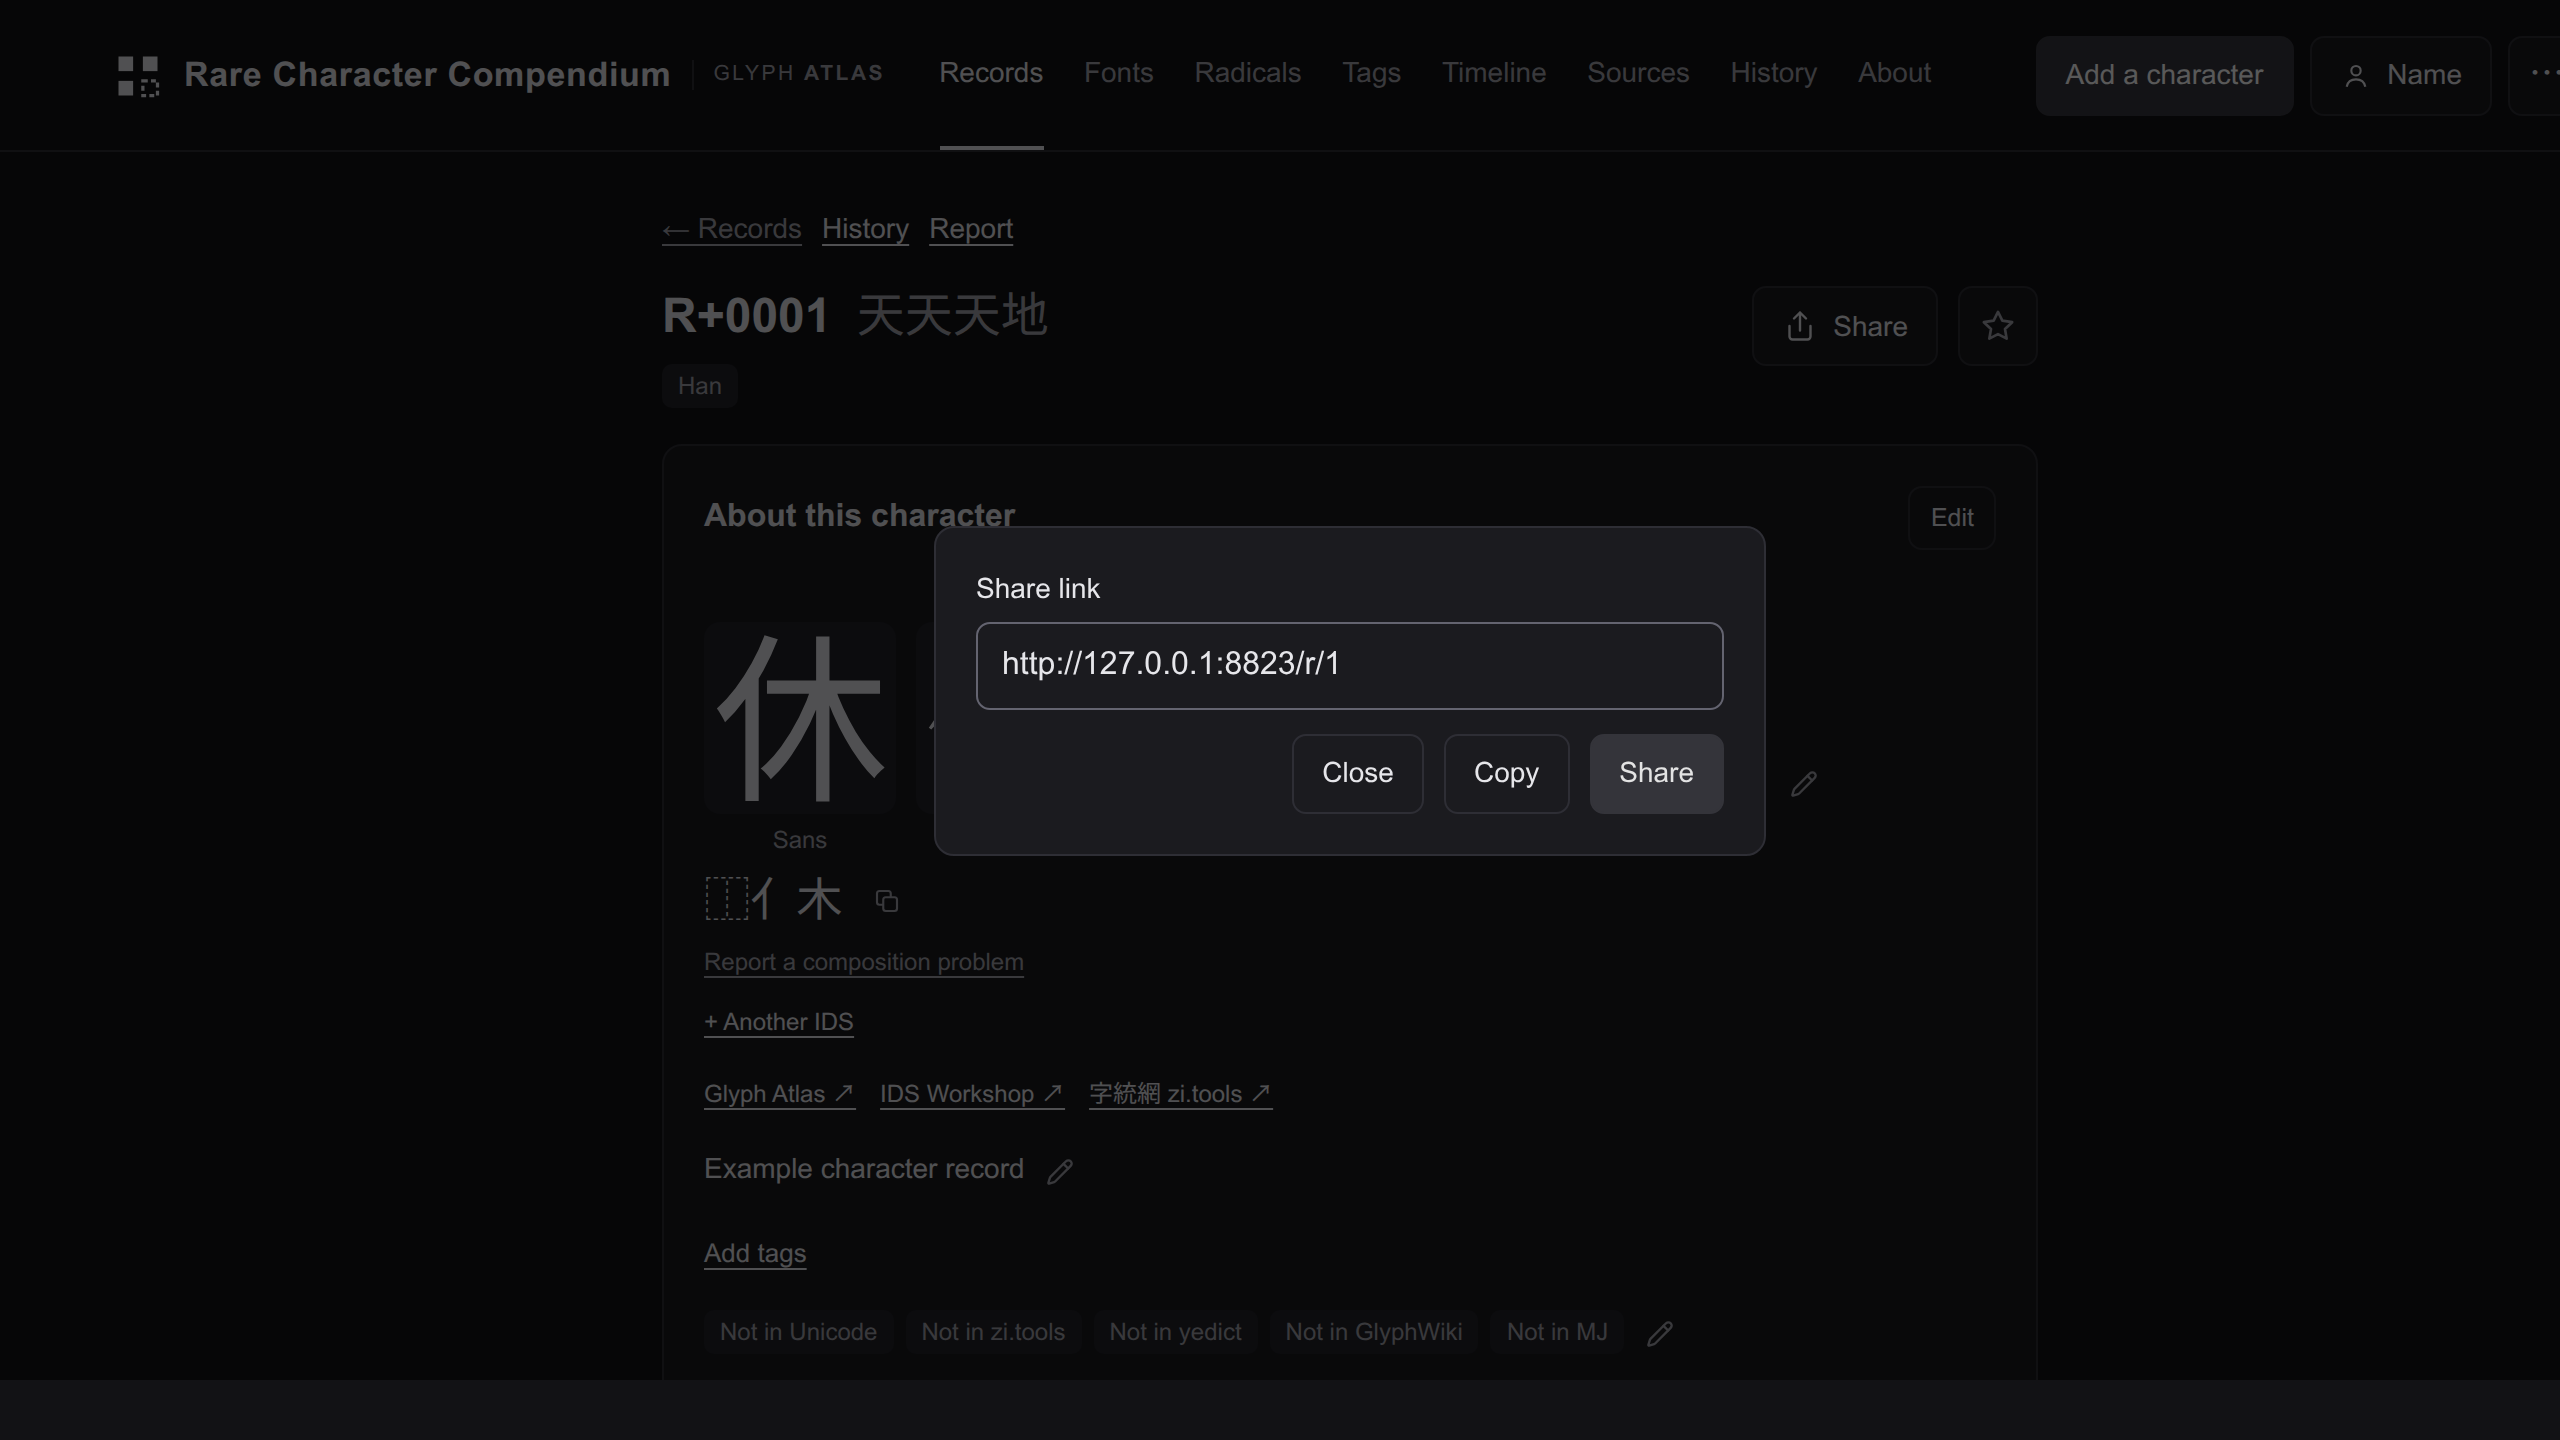 Rare Character Compendium
GLYPH ATLAS
Records
Fonts
Radicals
Tags
Timeline
Sources
History
About
Add a character
Name
← Records
History
Report
R+0001 天天天地
Share
Han
About this character
Edit
Share link
http://127.0.0.1:8823/r/1
Close
Copy
Share
休
Sans
⿰亻木
Report a composition problem
+ Another IDS
Glyph Atlas ↗
IDS Workshop ↗
字統網 zi.tools ↗
Example character record
Add tags
Not in Unicode
Not in zi.tools
Not in yedict
Not in GlyphWiki
Not in MJ